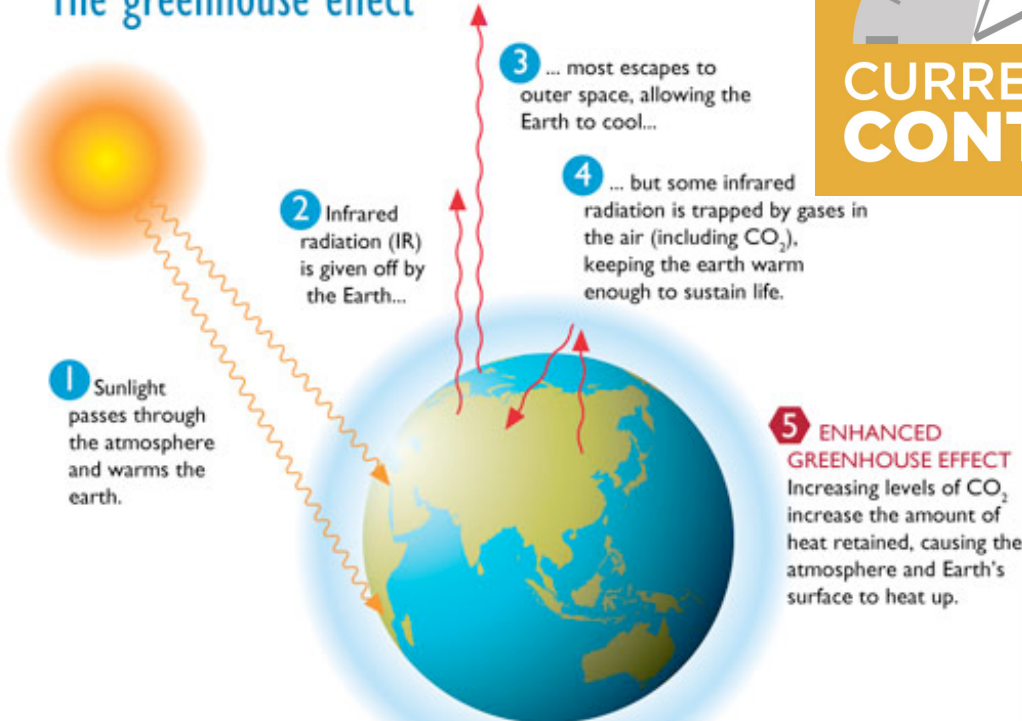 The greenhouse effect
CURRE
CONT
3 ... most escapes to
outer space, allowing the
Earth to cool...
4 ... but some infrared
radiation is trapped by gases in
the air (including CO₂),
keeping the earth warm
enough to sustain life.
2 Infrared
radiation (IR)
is given off by
the Earth...
1 Sunlight
passes through
the atmosphere
and warms the
earth.
5 ENHANCED
GREENHOUSE EFFECT
Increasing levels of CO₂
increase the amount of
heat retained, causing the
atmosphere and Earth's
surface to heat up.